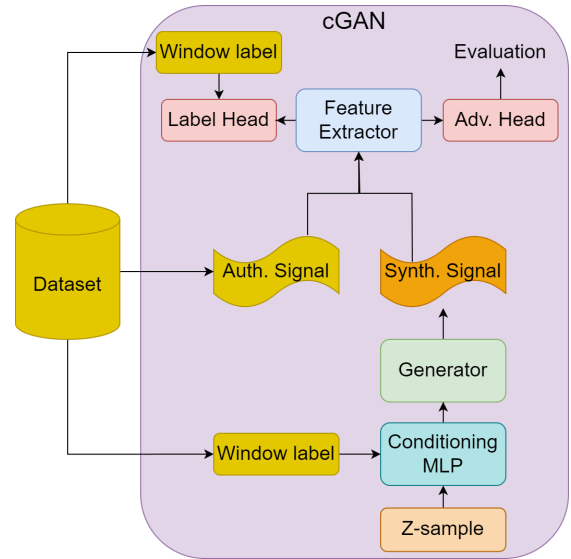 cGAN
Window label
Evaluation
Label Head
Feature
Extractor
Adv. Head
Dataset
Auth. Signal
Synth. Signal
Generator
Window label
Conditioning
MLP
Z-sample